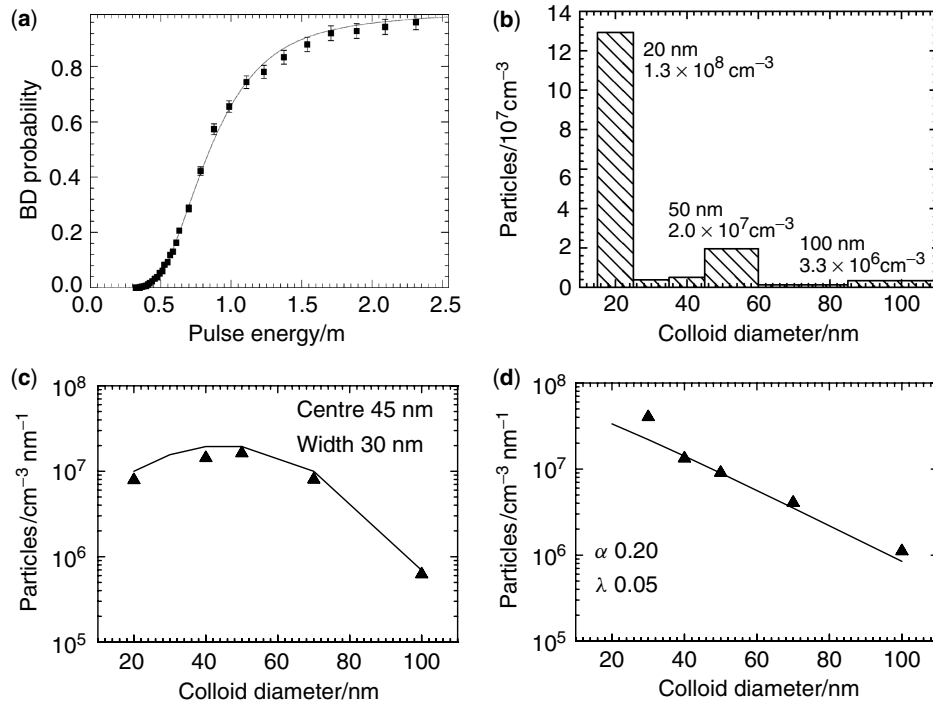 (a)
0.8
0.6
0.4
0.2
0.0
BD probability
0.0 0.5 1.0 1.5 2.0 2.5
Pulse energy/m
(b)
14
12
10
8
6
4
2
0
Particles/10⁷cm⁻³
20 nm
1.3 × 10⁸ cm⁻³
50 nm
2.0 × 10⁷cm⁻³
100 nm
3.3 × 10⁶cm⁻³
20 40 60 80 100
Colloid diameter/nm
(c)
10⁸
10⁷
10⁶
10⁵
Particles/cm⁻³ nm⁻¹
Centre 45 nm
Width 30 nm
20 40 60 80 100
Colloid diameter/nm
(d)
10⁸
10⁷
10⁶
10⁵
Particles/cm⁻³ nm⁻¹
α 0.20
λ 0.05
20 40 60 80 100
Colloid diameter/nm